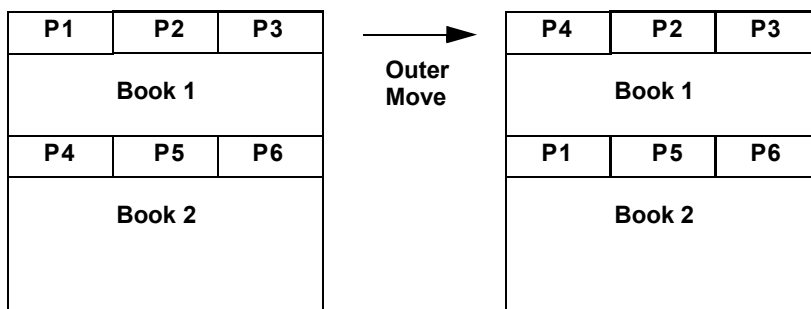 P1 P2 P3
Book 1
P4 P5 P6
Book 2
Outer
Move
P4 P2 P3
Book 1
P1 P5 P6
Book 2